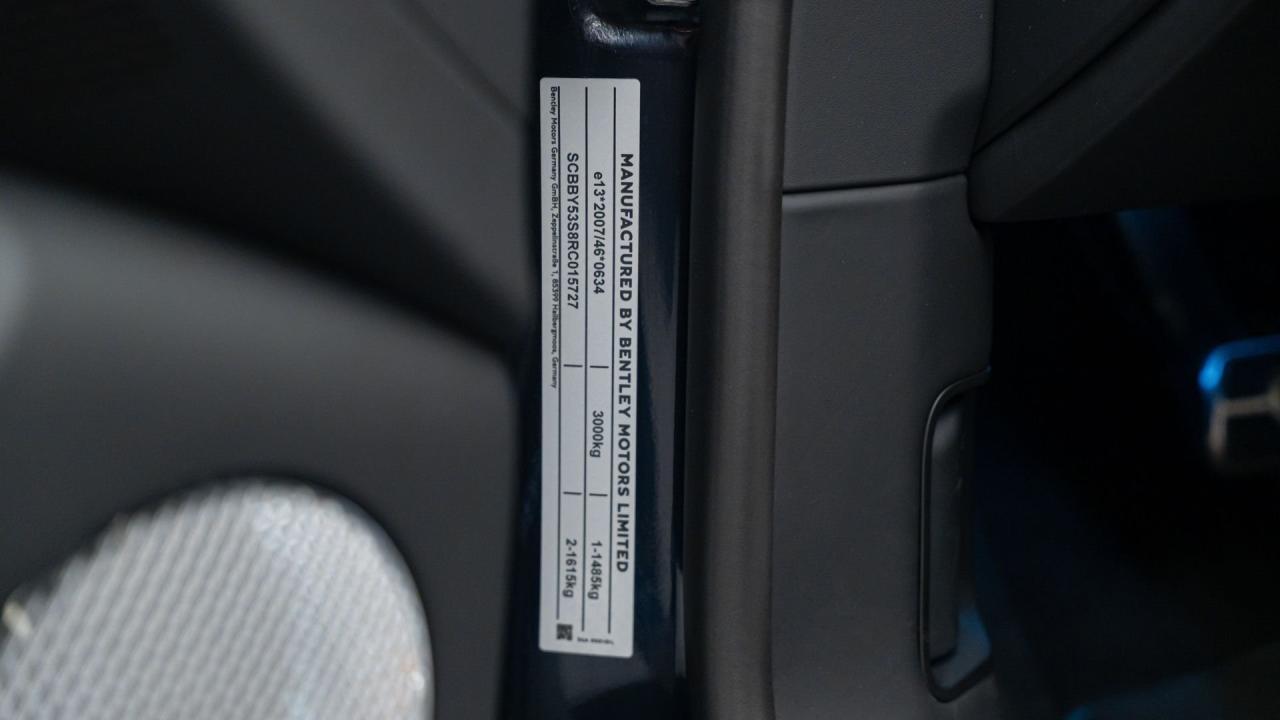 MANUFACTURED BY BENTLEY MOTORS LIMITED
e13*2007/46*0634 | 3000kg | 1-1485kg
SCBBY53S8RC015727 | | 2-1615kg
Bentley Motors Germany GmBH, Zeppelinstraße 1, 85399 Hallbergmoos, Germany